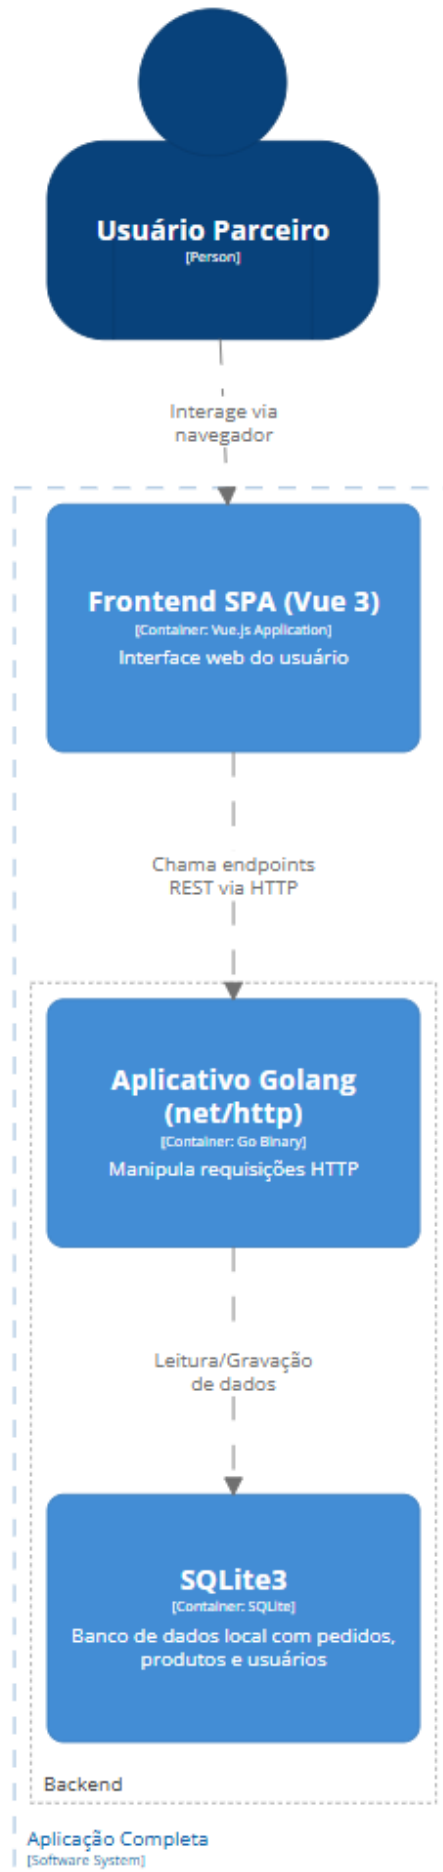 Usuário Parceiro
[Person]
Interage via
navegador
Frontend SPA (Vue 3)
[Container: Vue.js Application]
Interface web do usuário
Chama endpoints
REST via HTTP
Aplicativo Golang
(net/http)
[Container: Go Binary]
Manipula requisições HTTP
Leitura/Gravação
de dados
SQLite3
[Container: SQLite]
Banco de dados local com pedidos,
produtos e usuários
Backend
Aplicação Completa
[Software System]